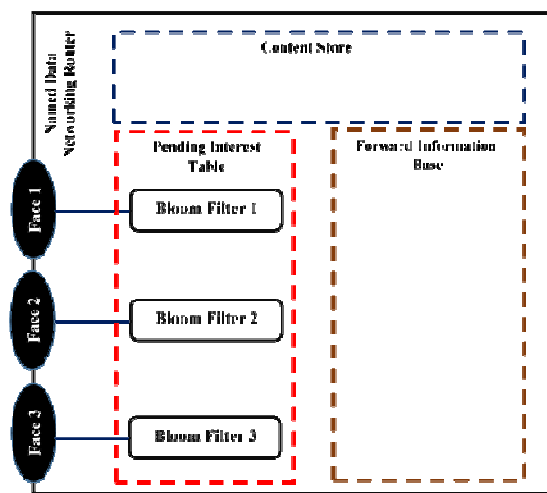 Named Data
Networking Router
Content Store
Pending Interest
Table
Forward Information
Base
Face 1
Bloom Filter 1
Face 2
Bloom Filter 2
Face 3
Bloom Filter 3